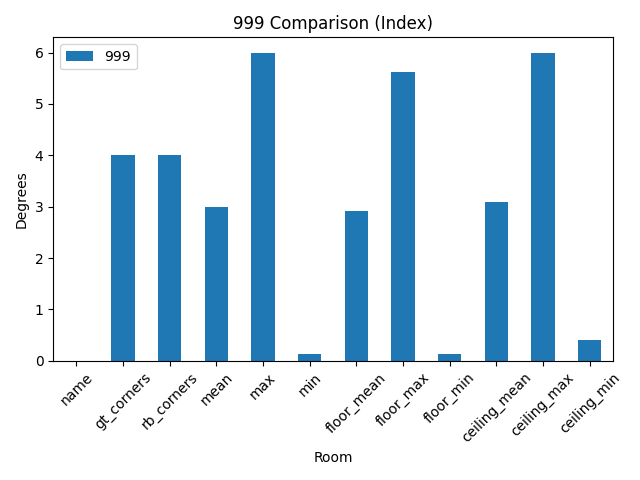 999 Comparison (Index)
999
Degrees
6
5
4
3
2
1
0
name
gt_corners
rb_corners
mean
max
min
floor_mean
floor_max
floor_min
ceiling_mean
ceiling_max
ceiling_min
Room